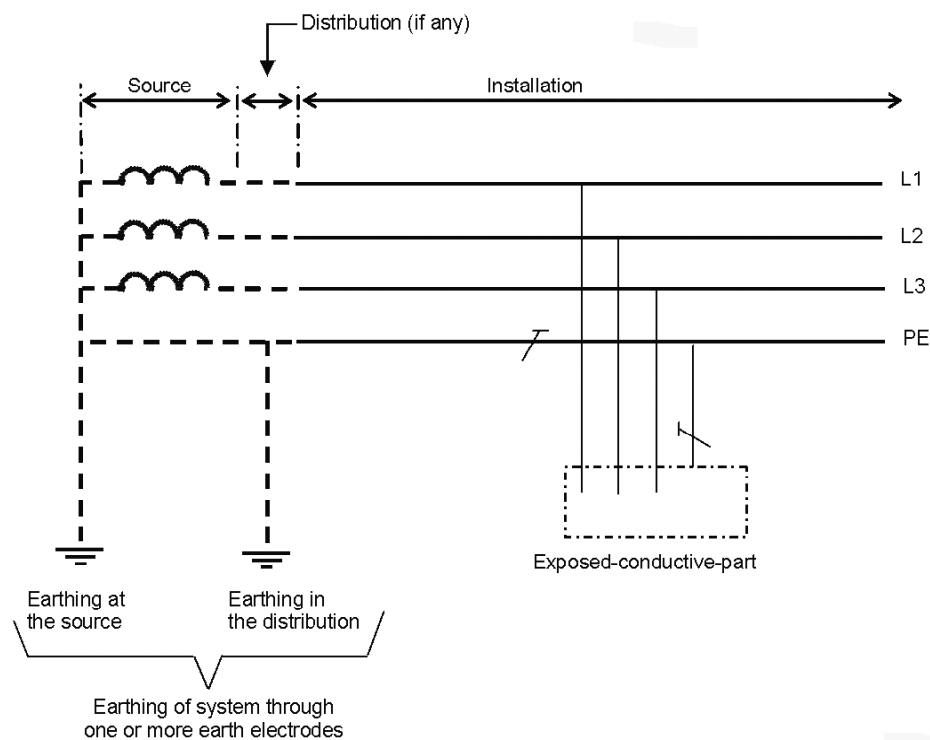 Distribution (if any)
Source
Installation
L1
L2
L3
PE
Exposed-conductive-part
Earthing at
the source
Earthing in
the distribution
Earthing of system through
one or more earth electrodes